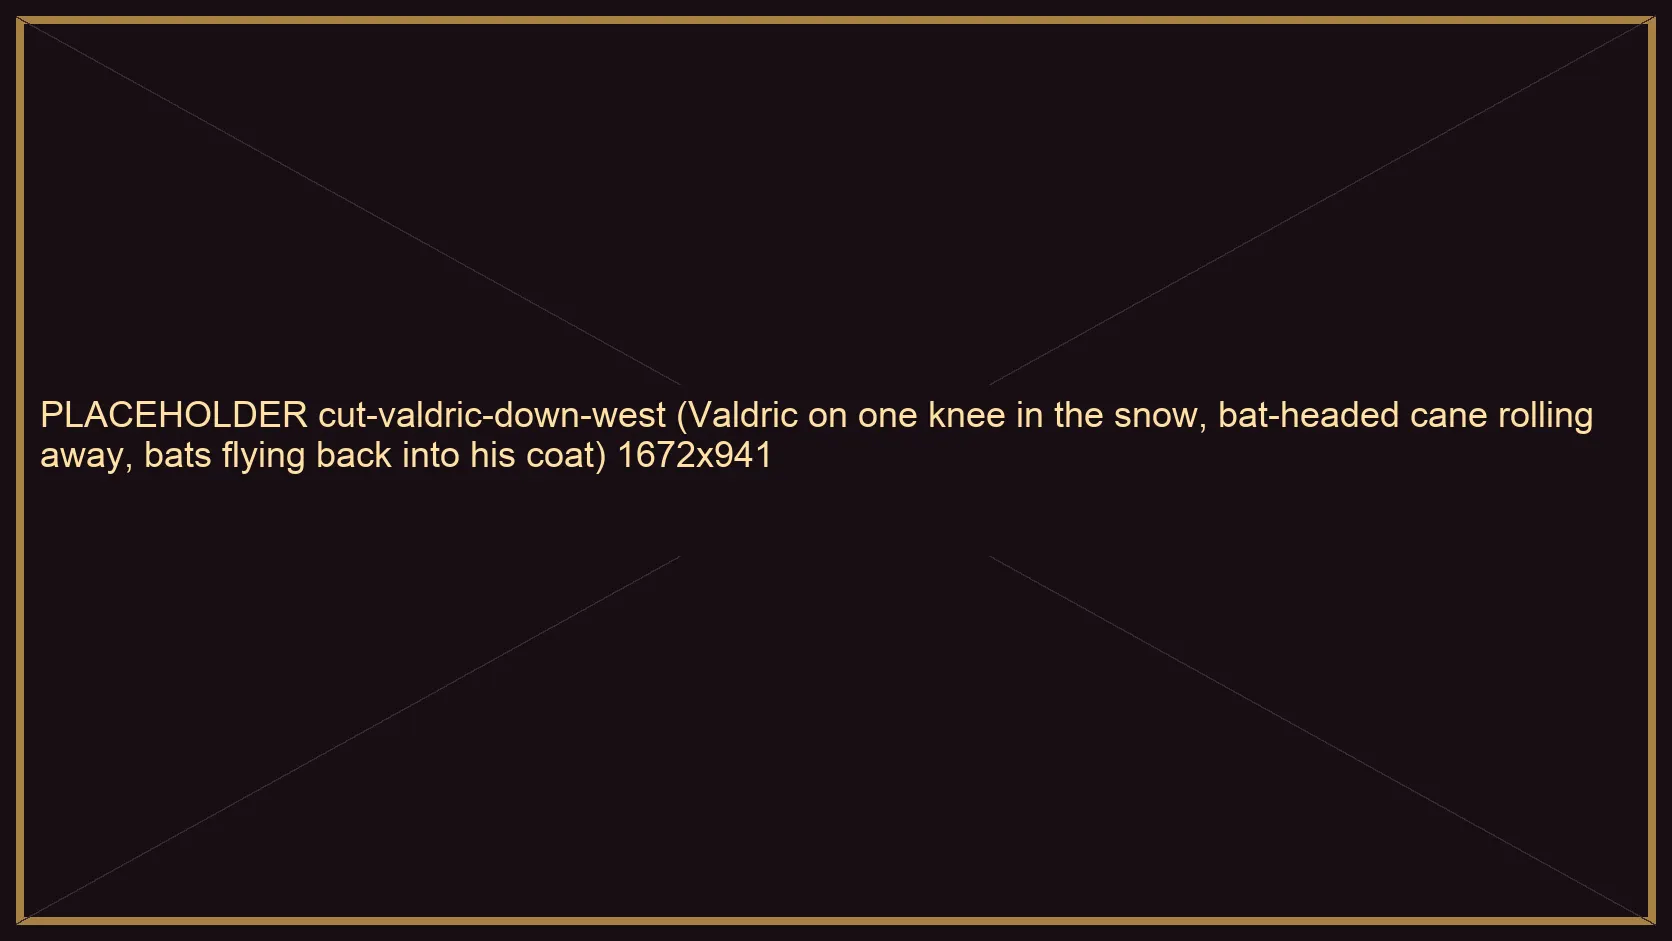 PLACEHOLDER cut-valdric-down-west (Valdric on one knee in the snow, bat-headed cane rolling
away, bats flying back into his coat) 1672x941